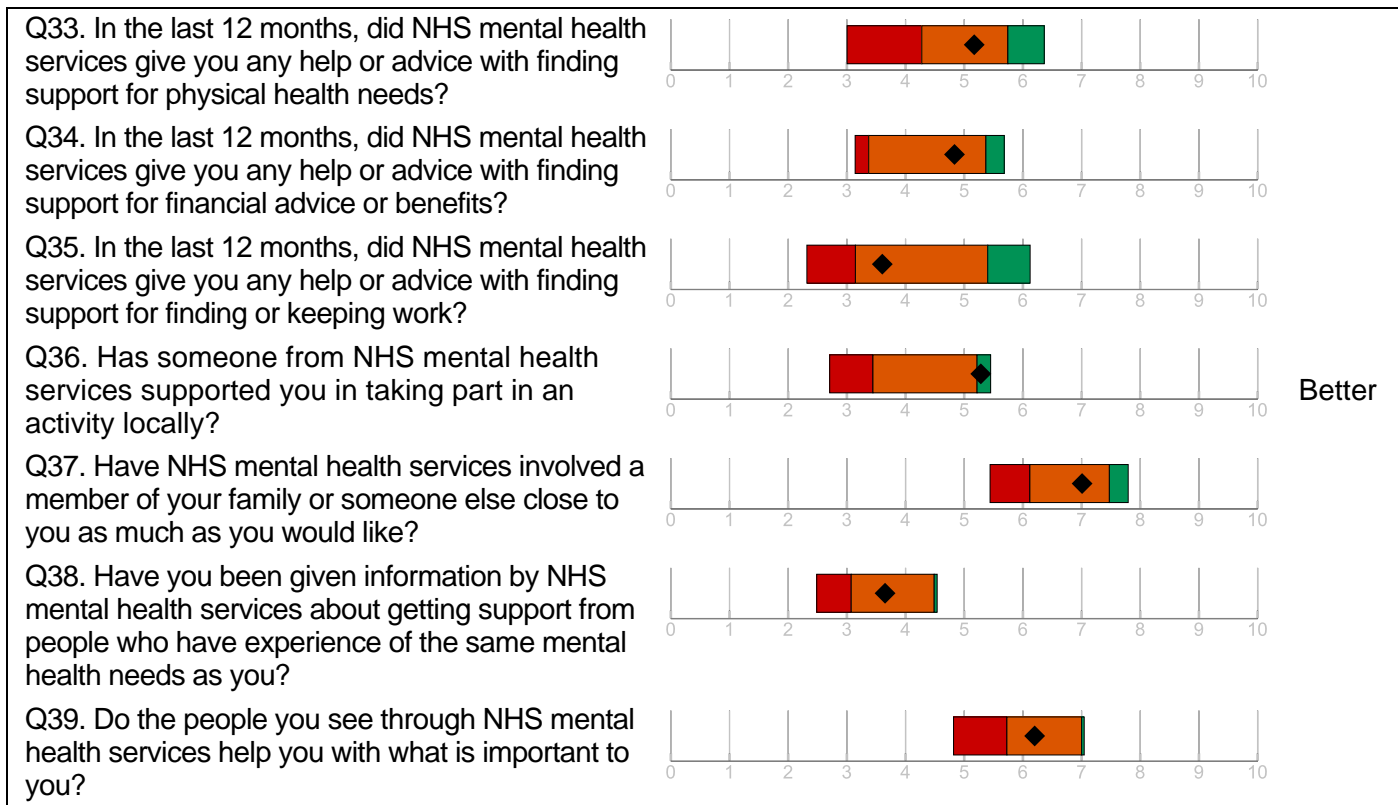 Q33. In the last 12 months, did NHS mental health
services give you any help or advice with finding
support for physical health needs?
0 1 2 3 4 5 6 7 8 9 10
Q34. In the last 12 months, did NHS mental health
services give you any help or advice with finding
support for financial advice or benefits?
0 1 2 3 4 5 6 7 8 9 10
Q35. In the last 12 months, did NHS mental health
services give you any help or advice with finding
support for finding or keeping work?
0 1 2 3 4 5 6 7 8 9 10
Q36. Has someone from NHS mental health
services supported you in taking part in an
activity locally?
0 1 2 3 4 5 6 7 8 9 10
Better
Q37. Have NHS mental health services involved a
member of your family or someone else close to
you as much as you would like?
0 1 2 3 4 5 6 7 8 9 10
Q38. Have you been given information by NHS
mental health services about getting support from
people who have experience of the same mental
health needs as you?
0 1 2 3 4 5 6 7 8 9 10
Q39. Do the people you see through NHS mental
health services help you with what is important to
you?
0 1 2 3 4 5 6 7 8 9 10